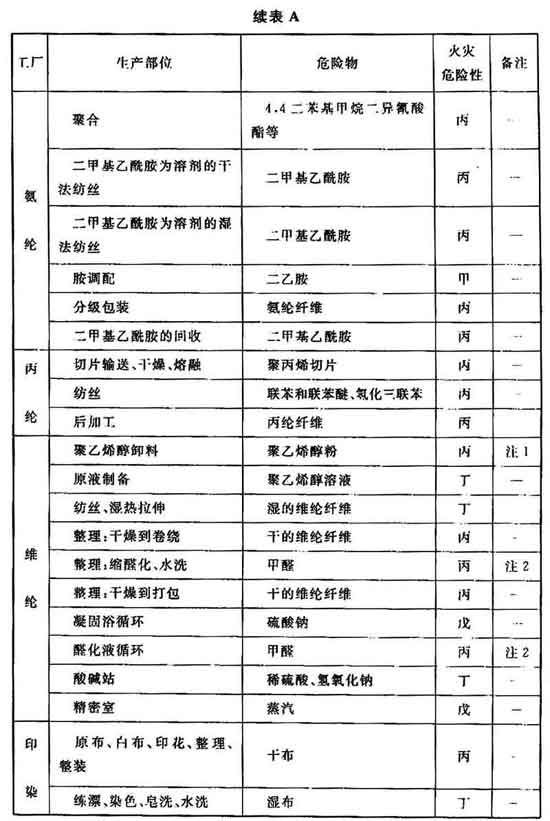 续表 A
工厂 生产部位 危险物 火灾危险性 备注
氨纶
聚合 4.4二苯基甲烷二异氰酸酯等 丙 —
二甲基乙酰胺为溶剂的干法纺丝 二甲基乙酰胺 丙 —
二甲基乙酰胺为溶剂的湿法纺丝 二甲基乙酰胺 丙 —
胺调配 二乙胺 甲 —
分级包装 氨纶纤维 丙
二甲基乙酰胺的回收 二甲基乙酰胺 丙 —
丙纶
切片输送、干燥、熔融 聚丙烯切片 丙 —
纺丝 联苯和联苯醚、氢化三联苯 丙 —
后加工 丙纶纤维 丙
维纶
聚乙烯醇卸料 聚乙烯醇粉 丙 注1
原液制备 聚乙烯醇溶液 丁 —
纺丝、湿热拉伸 湿的维纶纤维 丁
整理:干燥到卷绕 干的维纶纤维 丙 -
整理:缩醛化、水洗 甲醛 丙 注2
整理:干燥到打包 干的维纶纤维 丙 -
凝固浴循环 硫酸钠 戊 —
醛化液循环 甲醛 丙 注2
酸碱站 稀硫酸、氢氧化钠 丁 -
精密室 蒸汽 戊 —
印染
原布、白布、印花、整理、整装 干布 丙 -
练漂、染色、皂洗、水洗 湿布 丁 —